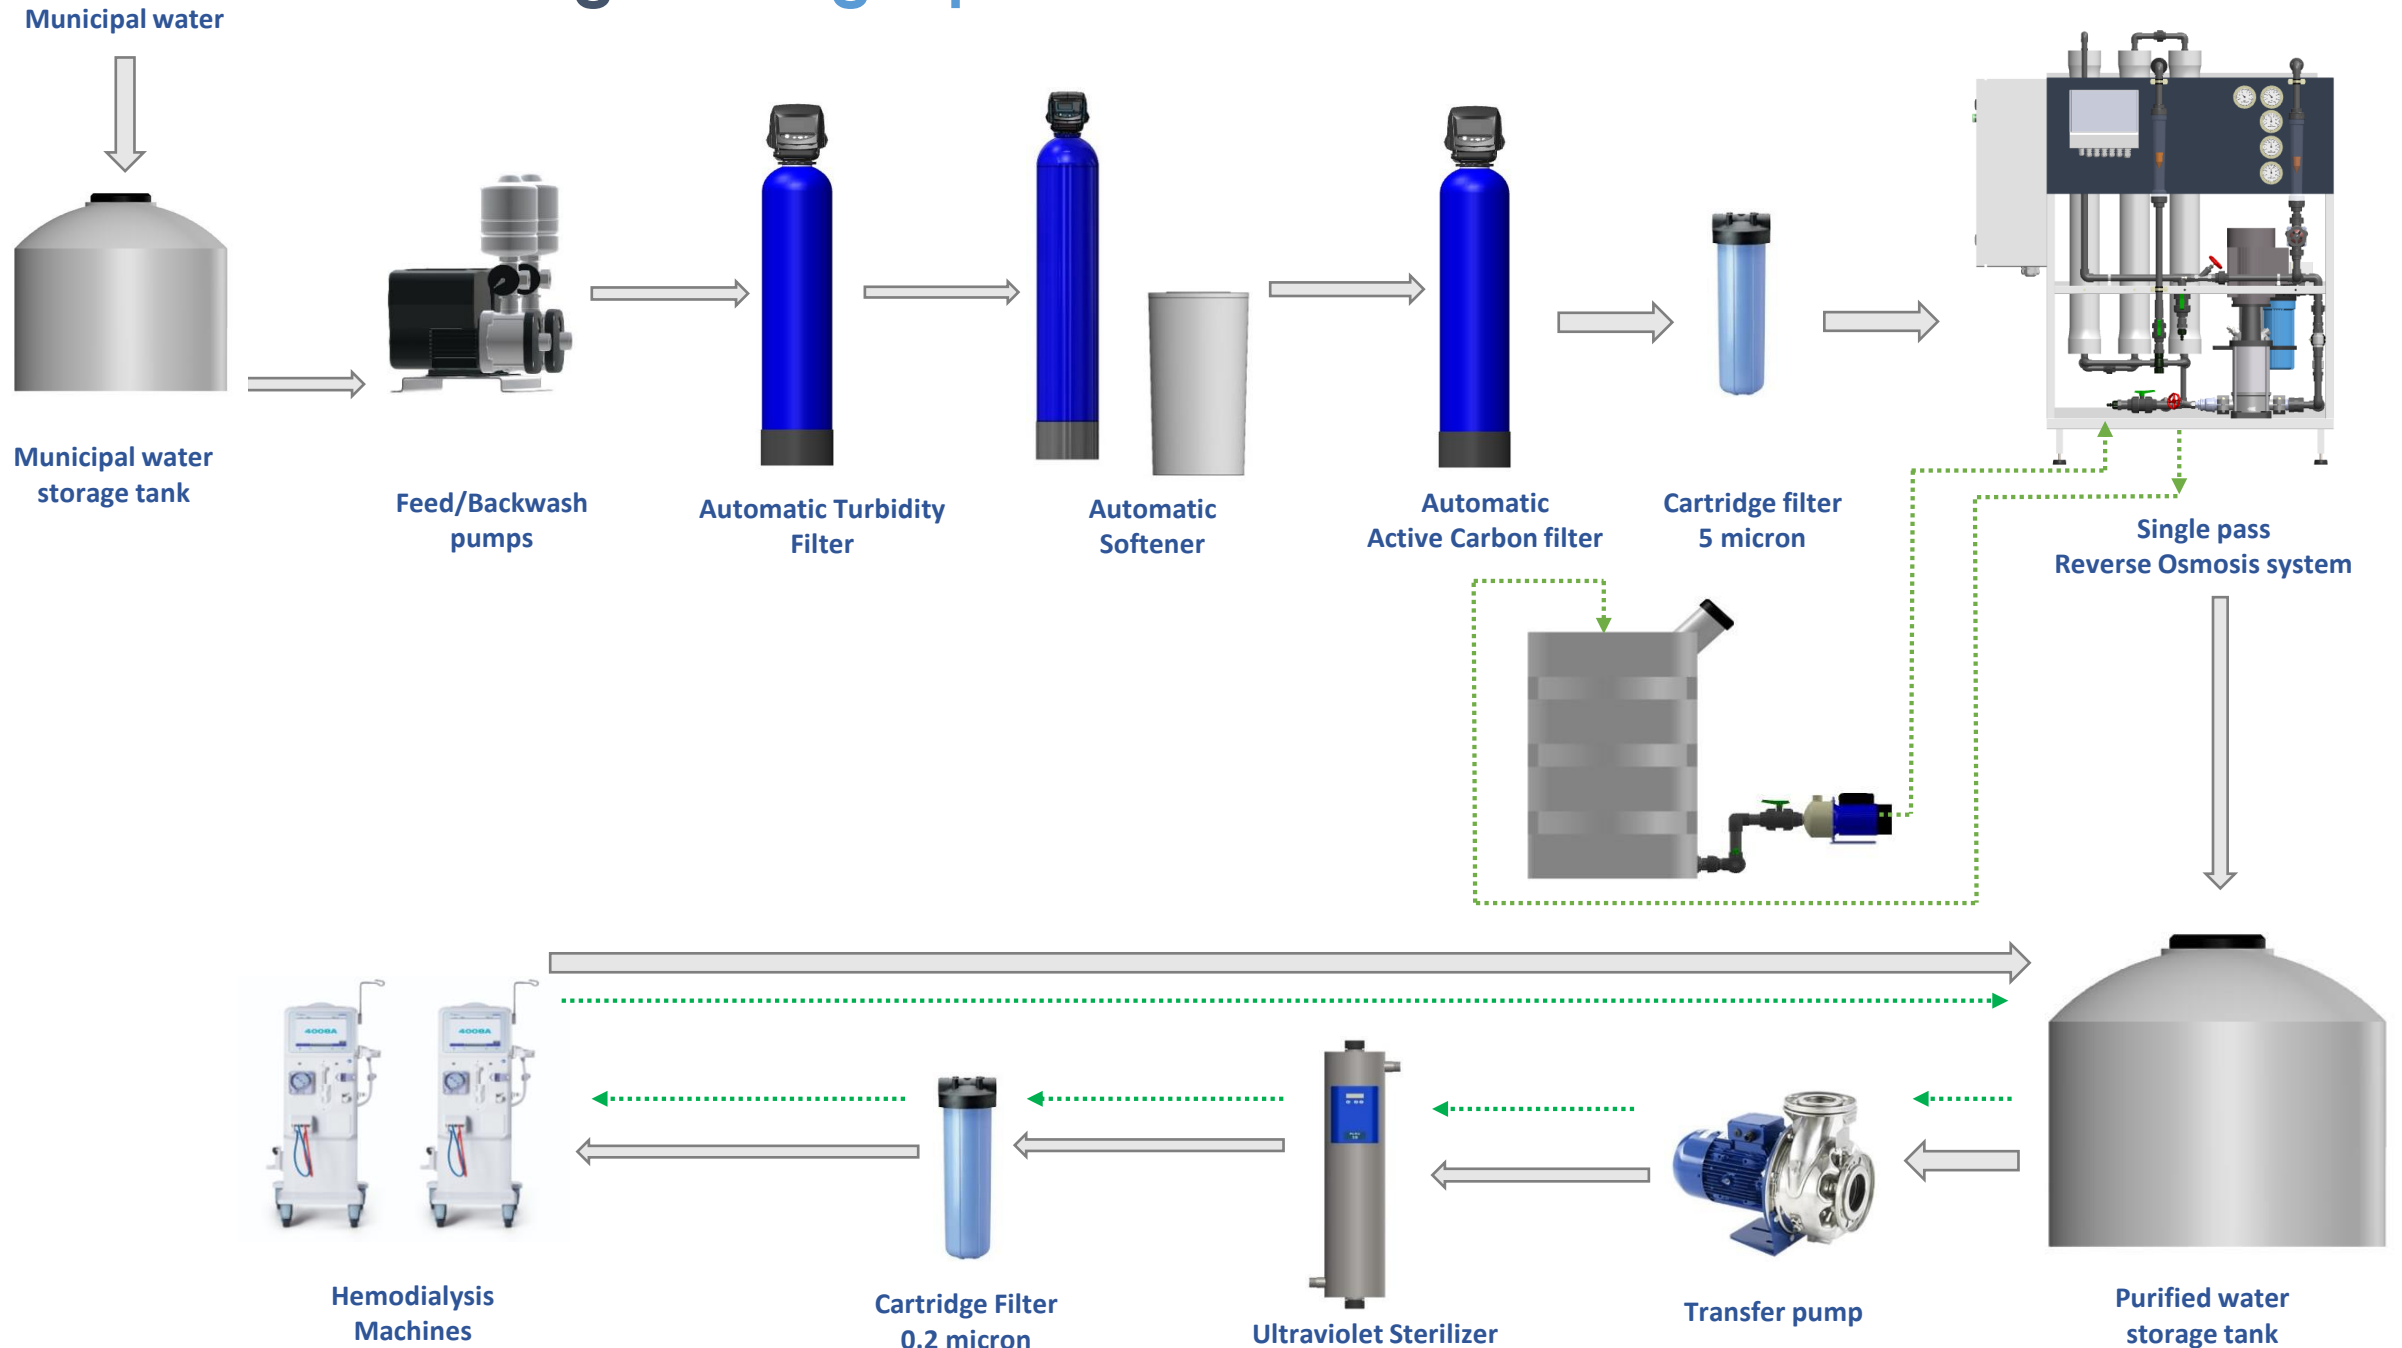 Municipal water
Municipal water
storage tank
Feed/Backwash
pumps
Automatic Turbidity
Filter
Automatic
Softener
Automatic
Active Carbon filter
Cartridge filter
5 micron
Single pass
Reverse Osmosis system
4008A
4008A
Hemodialysis
Machines
Cartridge Filter
0.2 micron
Ultraviolet Sterilizer
Transfer pump
Purified water
storage tank